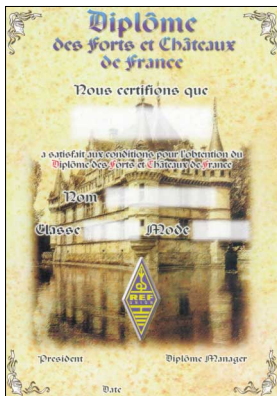 Diplôme
des Forts et Châteaux
de France
Nous certifions que
a satisfait aux conditions pour l'obtention du
Diplôme des Forts et Châteaux de France
Nom
Classe Mode
REF
President Diplôme Manager
Date